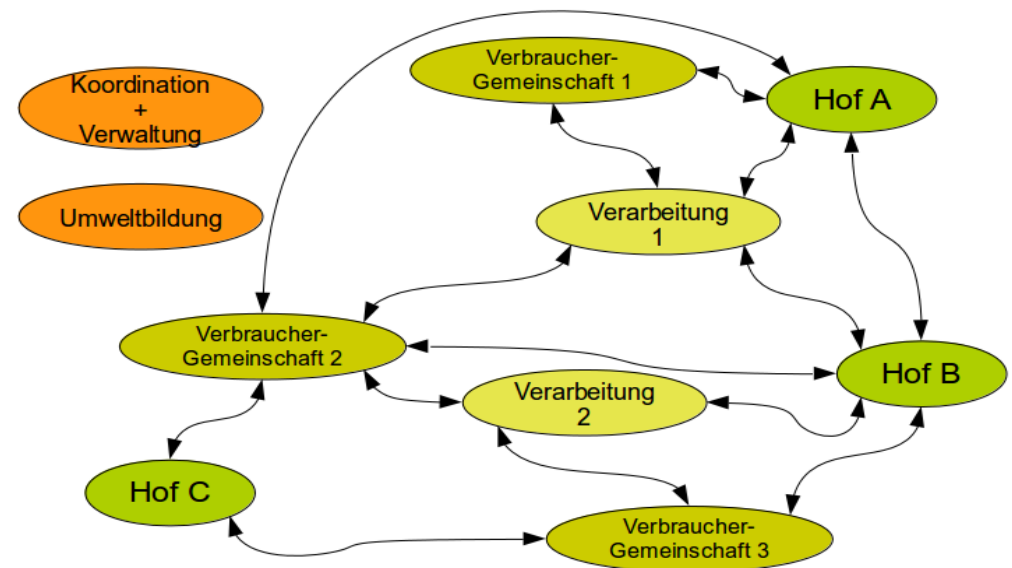 Koordination
+
Verwaltung
Umweltbildung
Verbraucher-
Gemeinschaft 1
Hof A
Verarbeitung
1
Verbraucher-
Gemeinschaft 2
Hof B
Verarbeitung
2
Hof C
Verbraucher-
Gemeinschaft 3